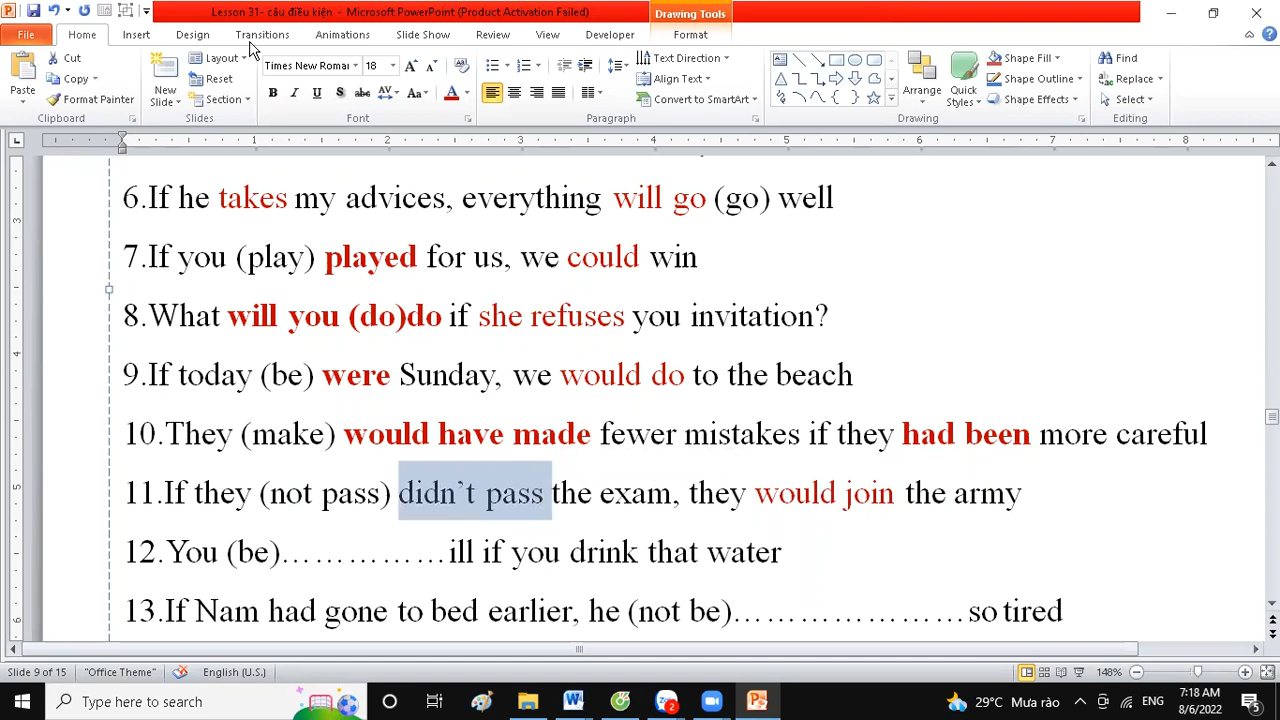 Lesson 31- câu điều kiện - Microsoft PowerPoint (Product Activation Failed)
Drawing Tools
File Home Insert Design Transitions Animations Slide Show Review View Developer Format
Cut Layout Times New Romar 18 Text Direction Shape Fill Find
Copy Reset Align Text Shape Outline Replace
Paste Format Painter New Slide Section Convert to SmartArt Arrange Quick Styles Shape Effects Select
Clipboard Slides Font Paragraph Drawing Editing
6.If he takes my advices, everything will go (go) well
7.If you (play) played for us, we could win
8.What will you (do)do if she refuses you invitation?
9.If today (be) were Sunday, we would do to the beach
10.They (make) would have made fewer mistakes if they had been more careful
11.If they (not pass) didn't pass the exam, they would join the army
12.You (be)…………… ill if you drink that water
13.If Nam had gone to bed earlier, he (not be)………………… so tired
Slide 9 of 15 "Office Theme" English (U.S.) 148%
Type here to search 29°C Mưa rào ENG 7:18 AM
8/6/2022